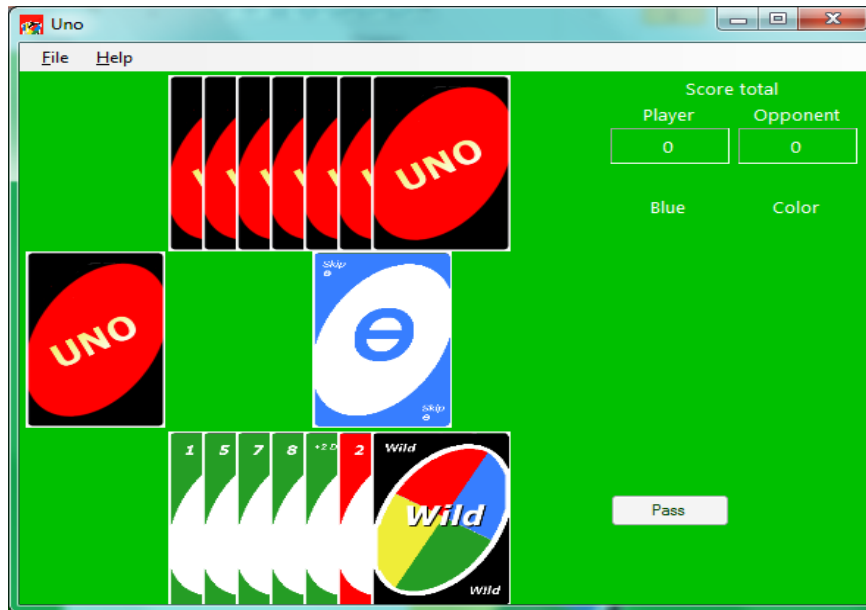 Uno
File Help
Score total
Player Opponent
0 0
Blue Color
UNO
UNO
Skip
Skip
1 5 7 8 +2 D 2 Wild
Wild
Wild
Pass